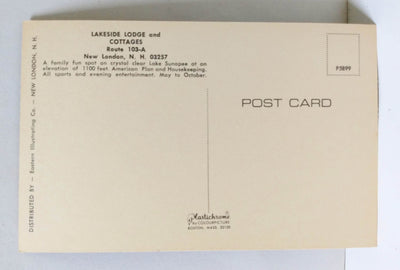 LAKESIDE LODGE and
COTTAGES
Route 103-A
New London, N. H. 03257
A family fun spot on crystal clear Lake Sunapee at an
elevation of 1100 feet American Plan and Housekeeping.
All sports and evening entertainment. May to October.
P5899
POST CARD
DISTRIBUTED BY — Eastern Illustrating Co. — NEW LONDON, N. H.
Plastichrome
by COLOURPICTURE
BOSTON, MASS. 02130